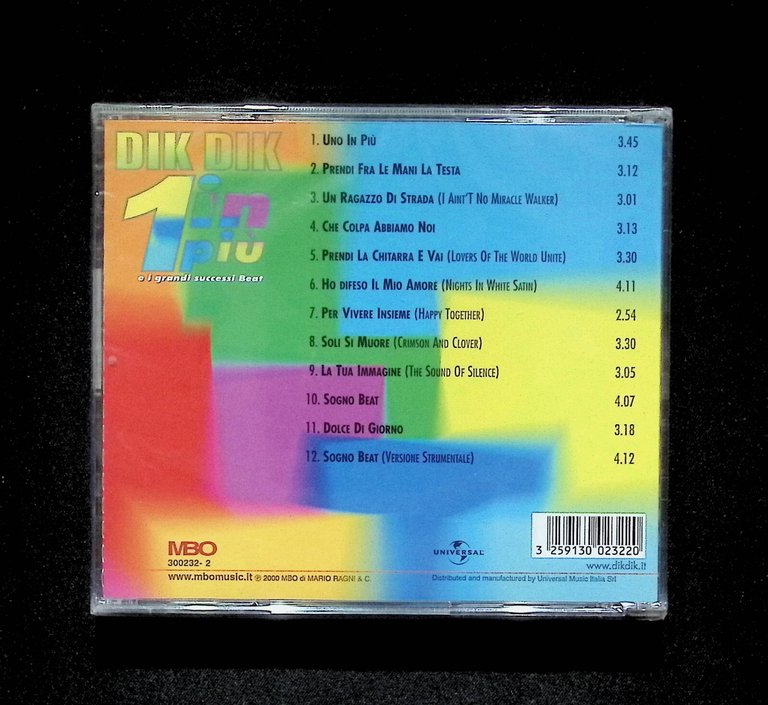 DIK DIK
1 in
più
e i grandi successi Beat
1. Uno In Più 3.45
2. Prendi Fra Le Mani La Testa 3.12
3. Un Ragazzo Di Strada (I Ain'T No Miracle Walker) 3.01
4. Che Colpa Abbiamo Noi 3.13
5. Prendi La Chitarra E Vai (Lovers Of The World Unite) 3.30
6. Ho difeso Il Mio Amore (Nights In White Satin) 4.11
7. Per Vivere Insieme (Happy Together) 2.54
8. Soli Si Muore (Crimson And Clover) 3.30
9. La Tua Immagine (The Sound Of Silence) 3.05
10. Sogno Beat 4.07
11. Dolce Di Giorno 3.18
12. Sogno Beat (Versione Strumentale) 4.12
MBO
300232- 2
www.mbomusic.it ℗ 2000 MBO di MARIO RAGNI & C.
UNIVERSAL
3 259130 023220
www.dikdik.it
Distributed and manufactured by Universal Music Italia Srl